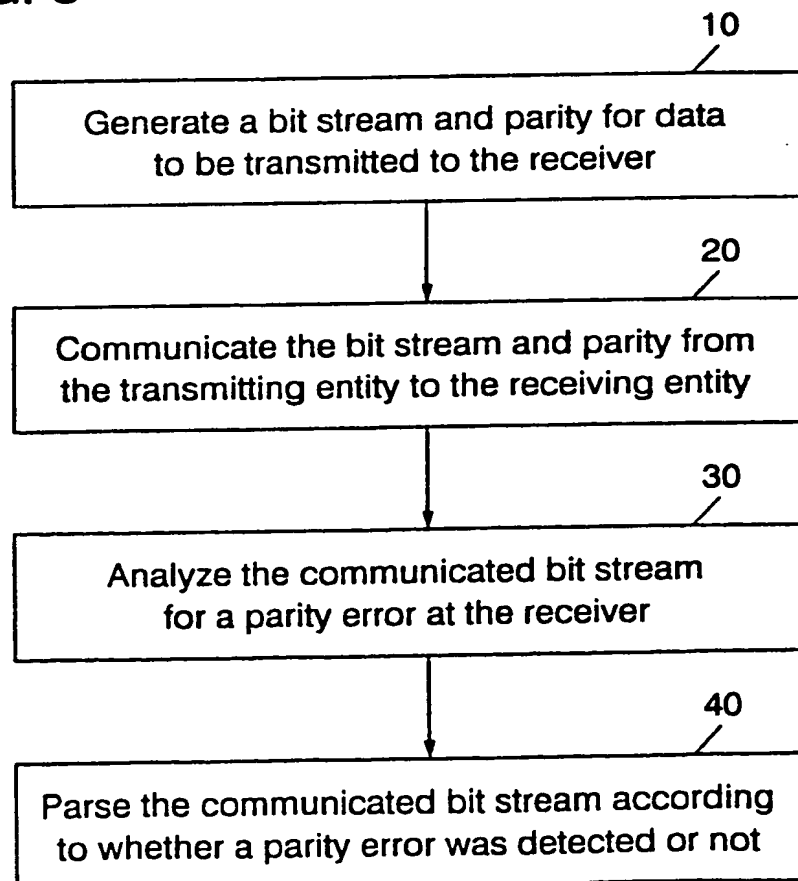 10
Generate a bit stream and parity for data
to be transmitted to the receiver
20
Communicate the bit stream and parity from
the transmitting entity to the receiving entity
30
Analyze the communicated bit stream
for a parity error at the receiver
40
Parse the communicated bit stream according
to whether a parity error was detected or not